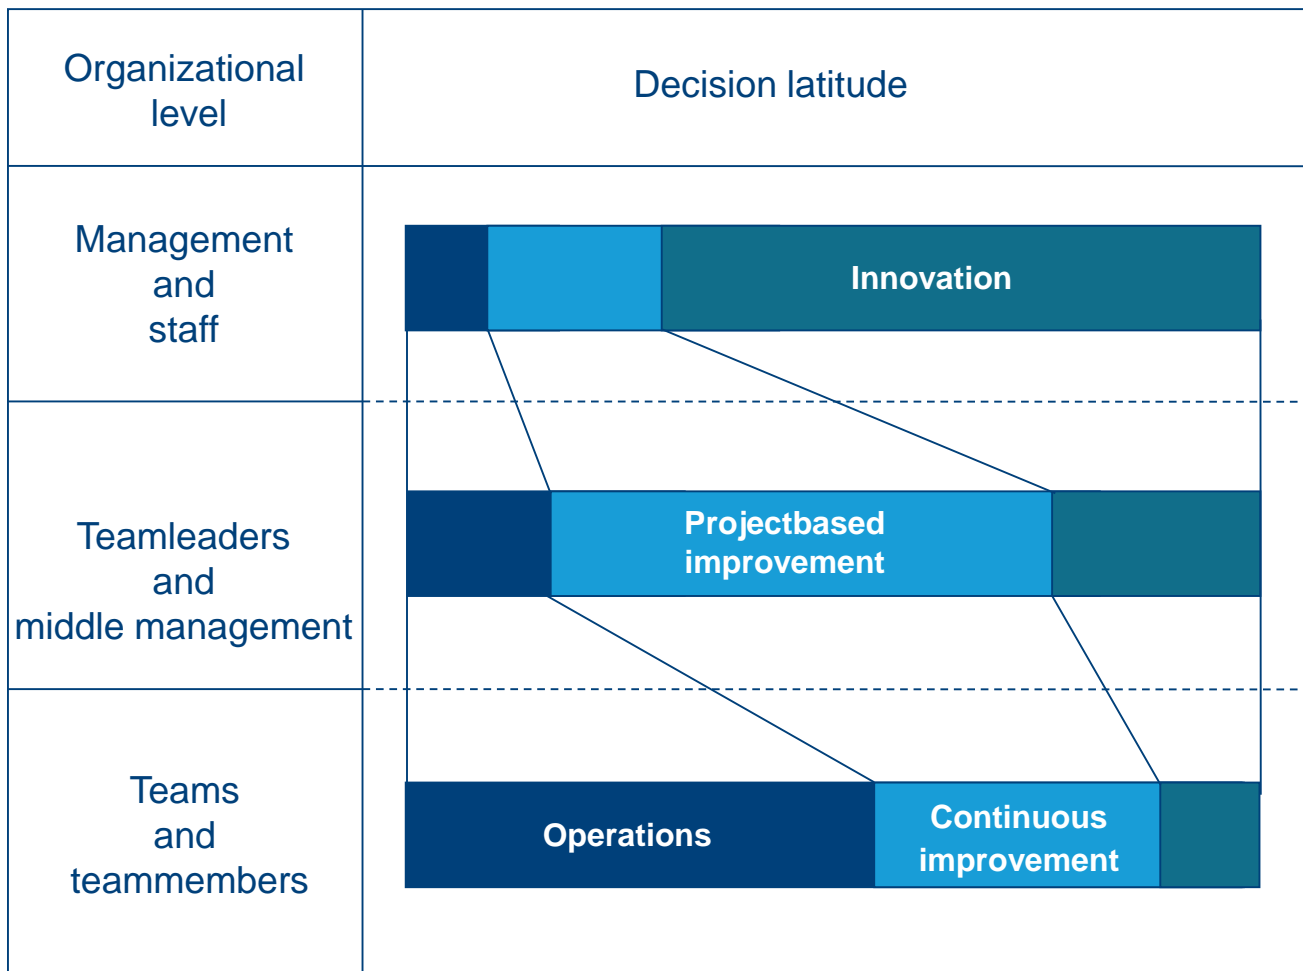 Organizational
level
Decision latitude
Management
and
staff
Innovation
Teamleaders
and
middle management
Projectbased
improvement
Teams
and
teammembers
Operations
Continuous
improvement